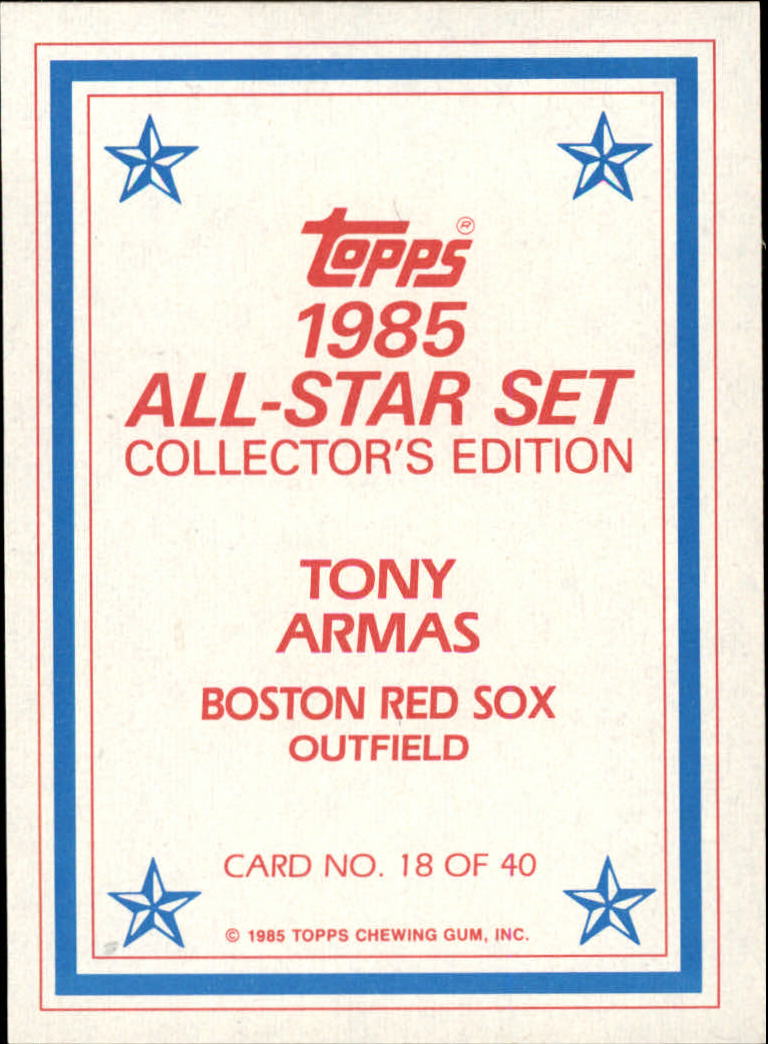 topps®
1985
ALL-STAR SET
COLLECTOR'S EDITION
TONY
ARMAS
BOSTON RED SOX
OUTFIELD
CARD NO. 18 OF 40
© 1985 TOPPS CHEWING GUM, INC.